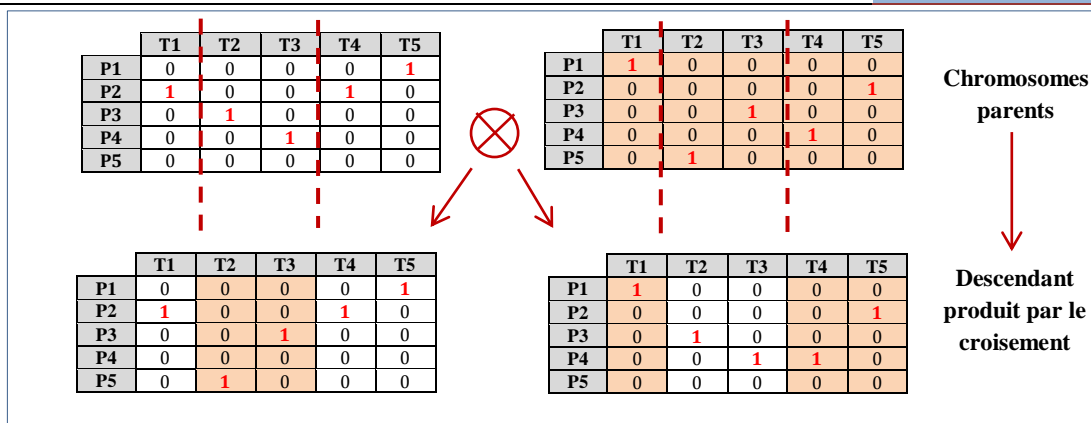 T1 T2 T3 T4 T5
P1 0 0 0 0 1
P2 1 0 0 1 0
P3 0 1 0 0 0
P4 0 0 1 0 0
P5 0 0 0 0 0
T1 T2 T3 T4 T5
P1 1 0 0 0 0
P2 0 0 0 0 1
P3 0 0 1 0 0
P4 0 0 0 1 0
P5 0 1 0 0 0
Chromosomes
parents
T1 T2 T3 T4 T5
P1 0 0 0 0 1
P2 1 0 0 1 0
P3 0 0 1 0 0
P4 0 0 0 0 0
P5 0 1 0 0 0
T1 T2 T3 T4 T5
P1 1 0 0 0 0
P2 0 0 0 0 1
P3 0 1 0 0 0
P4 0 0 1 1 0
P5 0 0 0 0 0
Descendant
produit par le
croisement